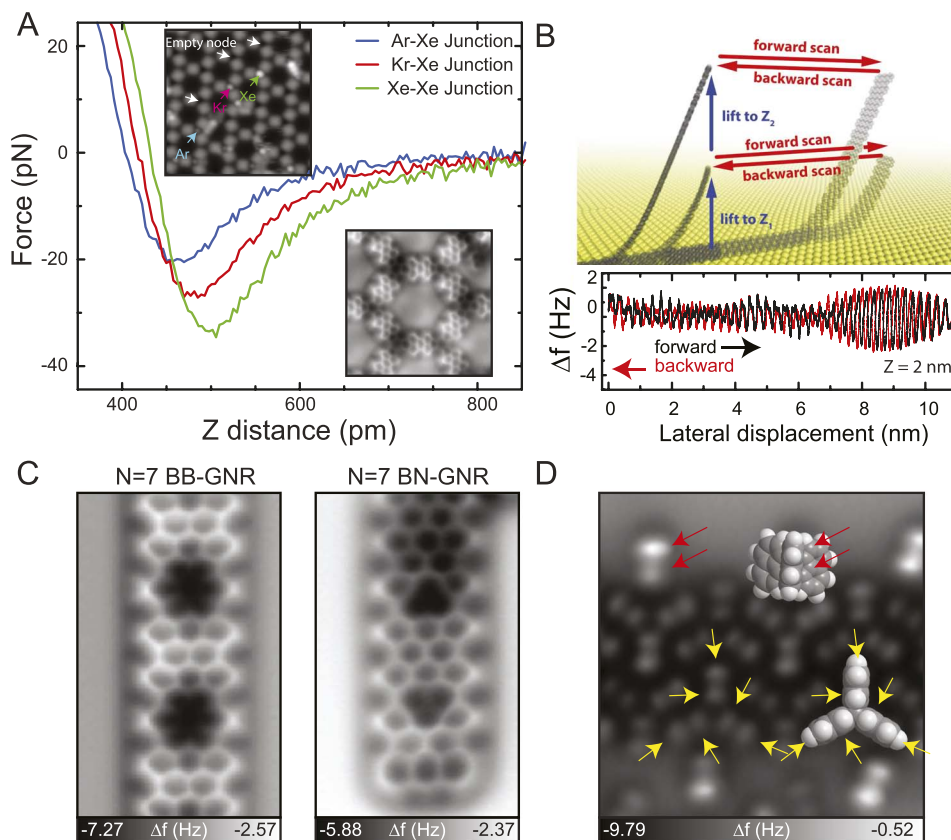 A
Force (pN)
20
0
-20
-40
400
600
800
Z distance (pm)
Ar-Xe Junction
Kr-Xe Junction
Xe-Xe Junction
Empty node
Kr
Xe
Ar
B
forward scan
backward scan
lift to Z2
forward scan
backward scan
lift to Z1
Δf (Hz)
2
0
-2
-4
forward
backward
Z = 2 nm
0
2
4
6
8
10
Lateral displacement (nm)
C
N=7 BB-GNR
N=7 BN-GNR
-7.27 Δf (Hz) -2.57
-5.88 Δf (Hz) -2.37
D
-9.79 Δf (Hz) -0.52